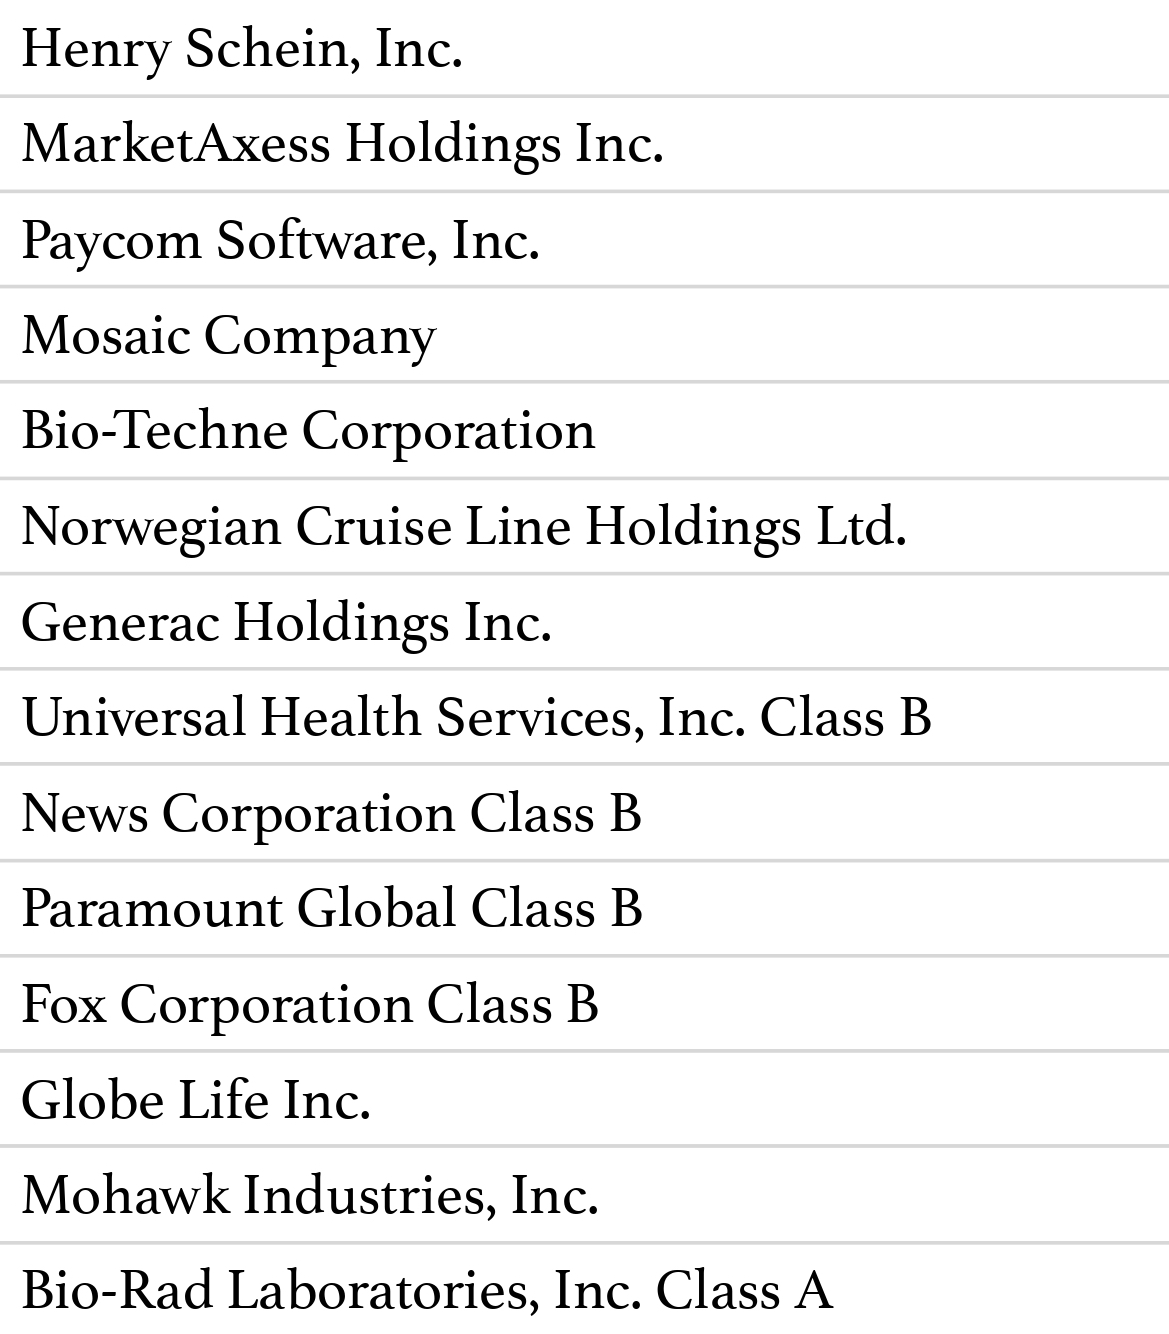 Henry Schein, Inc.
MarketAxess Holdings Inc.
Paycom Software, Inc.
Mosaic Company
Bio-Techne Corporation
Norwegian Cruise Line Holdings Ltd.
Generac Holdings Inc.
Universal Health Services, Inc. Class B
News Corporation Class B
Paramount Global Class B
Fox Corporation Class B
Globe Life Inc.
Mohawk Industries, Inc.
Bio-Rad Laboratories, Inc. Class A